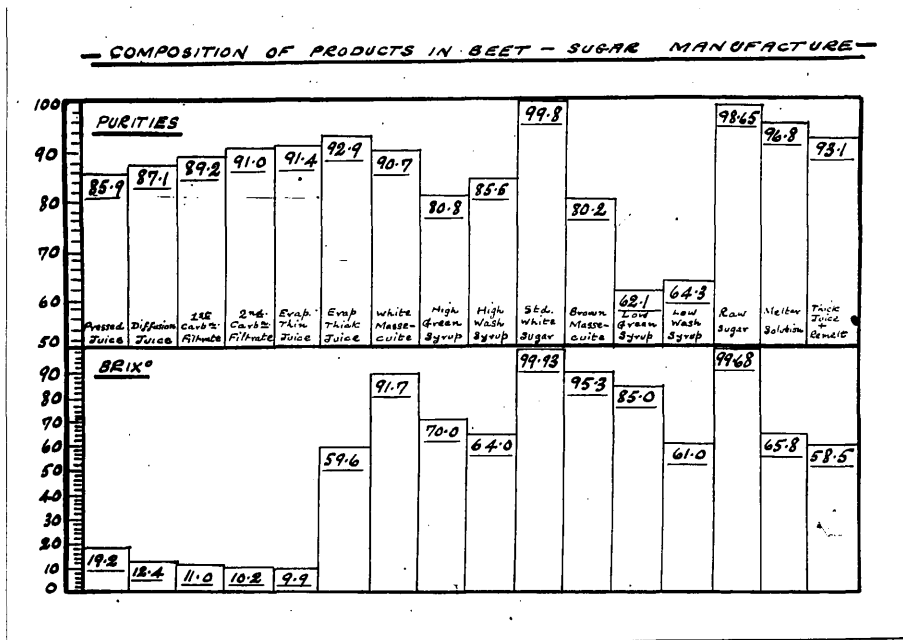 — COMPOSITION OF PRODUCTS IN BEET – SUGAR MANUFACTURE —
PURITIES
100
90
80
70
60
50
85.9
87.1
89.2
91.0
91.4
92.9
90.7
80.8
85.6
99.8
80.2
62.1
64.3
98.65
96.8
93.1
Pressed
Juice
Diffusion
Juice
1st
Carbn.
Filtrate
2nd.
Carbn.
Filtrate
Evap.
Thin
Juice
Evap
Thick
Juice
White
Masse-
cuite
High
Green
Syrup
High
Wash
Syrup
Std.
White
Sugar
Brown
Masse-
cuite
Low
Green
Syrup
Low
Wash
Syrup
Raw
Sugar
Melter
Solution
Thick
Juice
+
Remelt
BRIX°
90
80
70
60
50
40
30
20
10
0
19.2
12.4
11.0
10.2
9.9
59.6
91.7
70.0
64.0
99.93
95.3
85.0
61.0
99.68
65.8
58.5